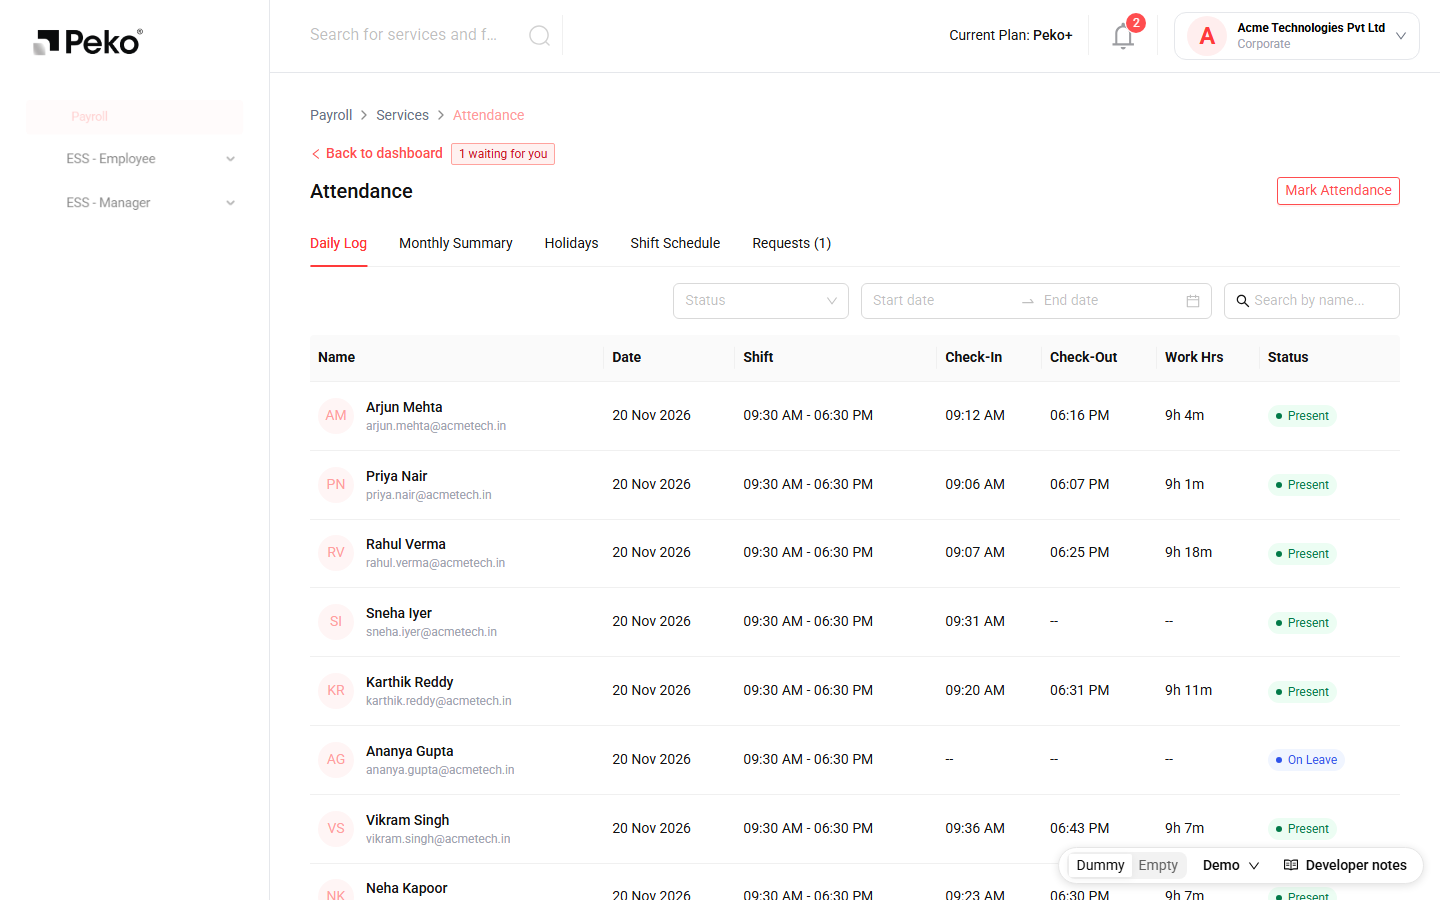 Peko®
Search for services and f...
Current Plan: Peko+
2
A
Acme Technologies Pvt Ltd
Corporate
Payroll
ESS - Employee
ESS - Manager
Payroll > Services > Attendance
Back to dashboard
1 waiting for you
Attendance
Mark Attendance
Daily Log
Monthly Summary
Holidays
Shift Schedule
Requests (1)
Status
Start date → End date
Search by name...
Name Date Shift Check-In Check-Out Work Hrs Status
AM Arjun Mehta
arjun.mehta@acmetech.in
20 Nov 2026 09:30 AM - 06:30 PM 09:12 AM 06:16 PM 9h 4m Present
PN Priya Nair
priya.nair@acmetech.in
20 Nov 2026 09:30 AM - 06:30 PM 09:06 AM 06:07 PM 9h 1m Present
RV Rahul Verma
rahul.verma@acmetech.in
20 Nov 2026 09:30 AM - 06:30 PM 09:07 AM 06:25 PM 9h 18m Present
SI Sneha Iyer
sneha.iyer@acmetech.in
20 Nov 2026 09:30 AM - 06:30 PM 09:31 AM -- -- Present
KR Karthik Reddy
karthik.reddy@acmetech.in
20 Nov 2026 09:30 AM - 06:30 PM 09:20 AM 06:31 PM 9h 11m Present
AG Ananya Gupta
ananya.gupta@acmetech.in
20 Nov 2026 09:30 AM - 06:30 PM -- -- -- On Leave
VS Vikram Singh
vikram.singh@acmetech.in
20 Nov 2026 09:30 AM - 06:30 PM 09:36 AM 06:43 PM 9h 7m Present
NK Neha Kapoor
20 Nov 2026 09:30 AM - 06:30 PM 09:23 AM 06:30 PM 9h 7m Present
Dummy Empty Demo Developer notes